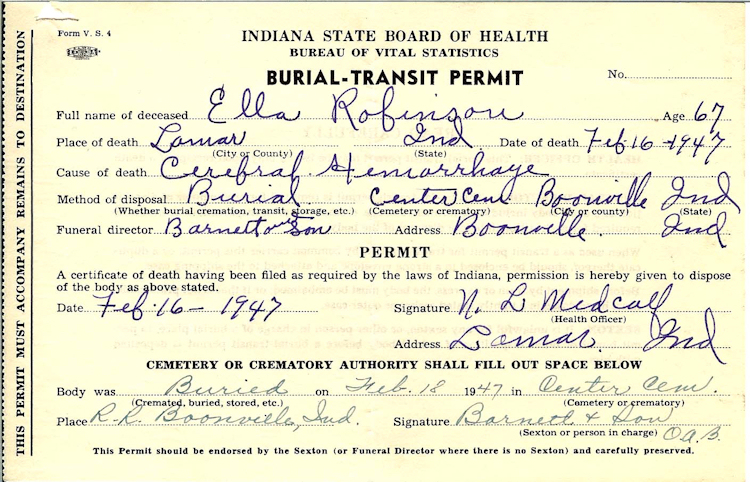 THIS PERMIT MUST ACCOMPANY REMAINS TO DESTINATION
Form V. S. 4
INDIANA STATE BOARD OF HEALTH
BUREAU OF VITAL STATISTICS
BURIAL-TRANSIT PERMIT
No.
Full name of deceased Ella Robinson Age 67
Place of death Lamar Ind Date of death Feb-16-1947
(City or County) (State)
Cause of death Cerebral Hemorrhage
Method of disposal Burial Center Cem. Boonville Ind
(Whether burial cremation, transit, storage, etc.) (Cemetery or crematory) (City or county) (State)
Funeral director Barnett and Son Address Boonville Ind
PERMIT
A certificate of death having been filed as required by the laws of Indiana, permission is hereby given to dispose
of the body as above stated.
Date Feb-16-1947 Signature N. L Medcalf
(Health Officer)
Address Lamar Ind
CEMETERY OR CREMATORY AUTHORITY SHALL FILL OUT SPACE BELOW
Body was Buried on Feb. 18 1947 in Center Cem.
(Cremated, buried, stored, etc.) (Cemetery or crematory)
Place R.R. Boonville, Ind. Signature Barnett & Son
(Sexton or person in charge) O.A.B.
This Permit should be endorsed by the Sexton (or Funeral Director where there is no Sexton) and carefully preserved.